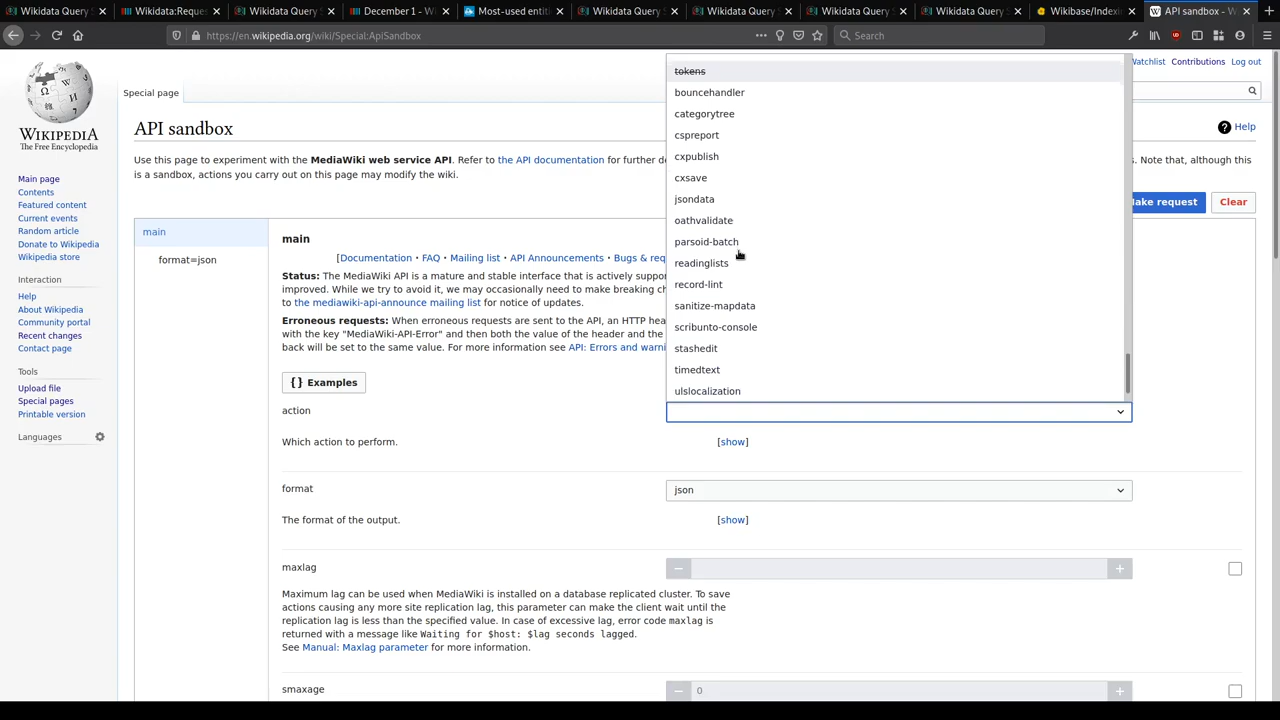 Wikidata Query S
Wikidata:Reque
Wikidata Query S
December 1 - Wi
Most-used entit
Wikidata Query S
Wikidata Query S
Wikidata Query S
Wikidata Query S
Wikibase/Indexin
API sandbox - W
https://en.wikipedia.org/wiki/Special:ApiSandbox
Search
Watchlist Contributions Log out
WIKIPEDIA
The Free Encyclopedia
Special page
API sandbox
Help
Use this page to experiment with the MediaWiki web service API. Refer to the API documentation for further de
s. Note that, although this
is a sandbox, actions you carry out on this page may modify the wiki.
ake request
Clear
Main page
Contents
Featured content
Current events
Random article
Donate to Wikipedia
Wikipedia store
Interaction
Help
About Wikipedia
Community portal
Recent changes
Contact page
Tools
Upload file
Special pages
Printable version
Languages
main
format=json
main
[Documentation • FAQ • Mailing list • API Announcements • Bugs & req
Status: The MediaWiki API is a mature and stable interface that is actively suppor
improved. While we try to avoid it, we may occasionally need to make breaking ch
to the mediawiki-api-announce mailing list for notice of updates.
Erroneous requests: When erroneous requests are sent to the API, an HTTP hea
with the key "MediaWiki-API-Error" and then both the value of the header and the
back will be set to the same value. For more information see API: Errors and warni
{ } Examples
action
tokens
bouncehandler
categorytree
cspreport
cxpublish
cxsave
jsondata
oathvalidate
parsoid-batch
readinglists
record-lint
sanitize-mapdata
scribunto-console
stashedit
timedtext
ulslocalization
Which action to perform.
[show]
format
json
The format of the output.
[show]
maxlag
Maximum lag can be used when MediaWiki is installed on a database replicated cluster. To save
actions causing any more site replication lag, this parameter can make the client wait until the
replication lag is less than the specified value. In case of excessive lag, error code maxlag is
returned with a message like Waiting for $host: $lag seconds lagged.
See Manual: Maxlag parameter for more information.
smaxage
0